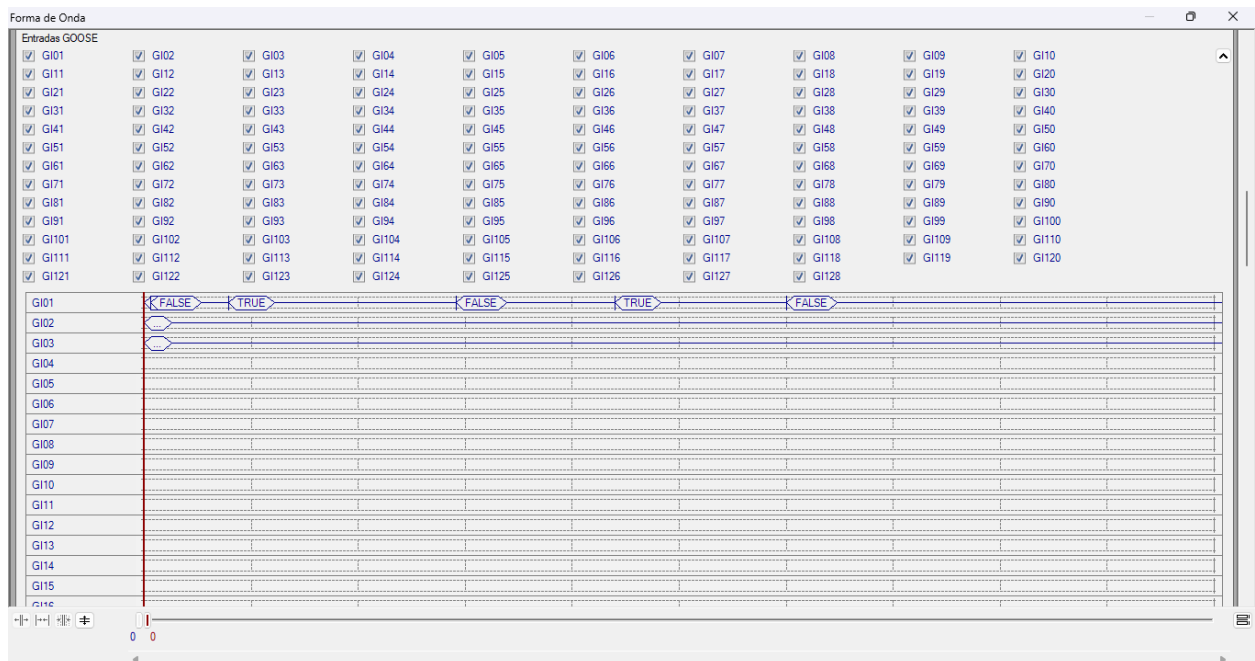 Forma de Onda
Entradas GOOSE
GI01 GI02 GI03 GI04 GI05 GI06 GI07 GI08 GI09 GI10
GI11 GI12 GI13 GI14 GI15 GI16 GI17 GI18 GI19 GI20
GI21 GI22 GI23 GI24 GI25 GI26 GI27 GI28 GI29 GI30
GI31 GI32 GI33 GI34 GI35 GI36 GI37 GI38 GI39 GI40
GI41 GI42 GI43 GI44 GI45 GI46 GI47 GI48 GI49 GI50
GI51 GI52 GI53 GI54 GI55 GI56 GI57 GI58 GI59 GI60
GI61 GI62 GI63 GI64 GI65 GI66 GI67 GI68 GI69 GI70
GI71 GI72 GI73 GI74 GI75 GI76 GI77 GI78 GI79 GI80
GI81 GI82 GI83 GI84 GI85 GI86 GI87 GI88 GI89 GI90
GI91 GI92 GI93 GI94 GI95 GI96 GI97 GI98 GI99 GI100
GI101 GI102 GI103 GI104 GI105 GI106 GI107 GI108 GI109 GI110
GI111 GI112 GI113 GI114 GI115 GI116 GI117 GI118 GI119 GI120
GI121 GI122 GI123 GI124 GI125 GI126 GI127 GI128
GI01 FALSE TRUE FALSE TRUE FALSE
GI02 ...
GI03 ...
GI04
GI05
GI06
GI07
GI08
GI09
GI10
GI11
GI12
GI13
GI14
GI15
GI16
0 0